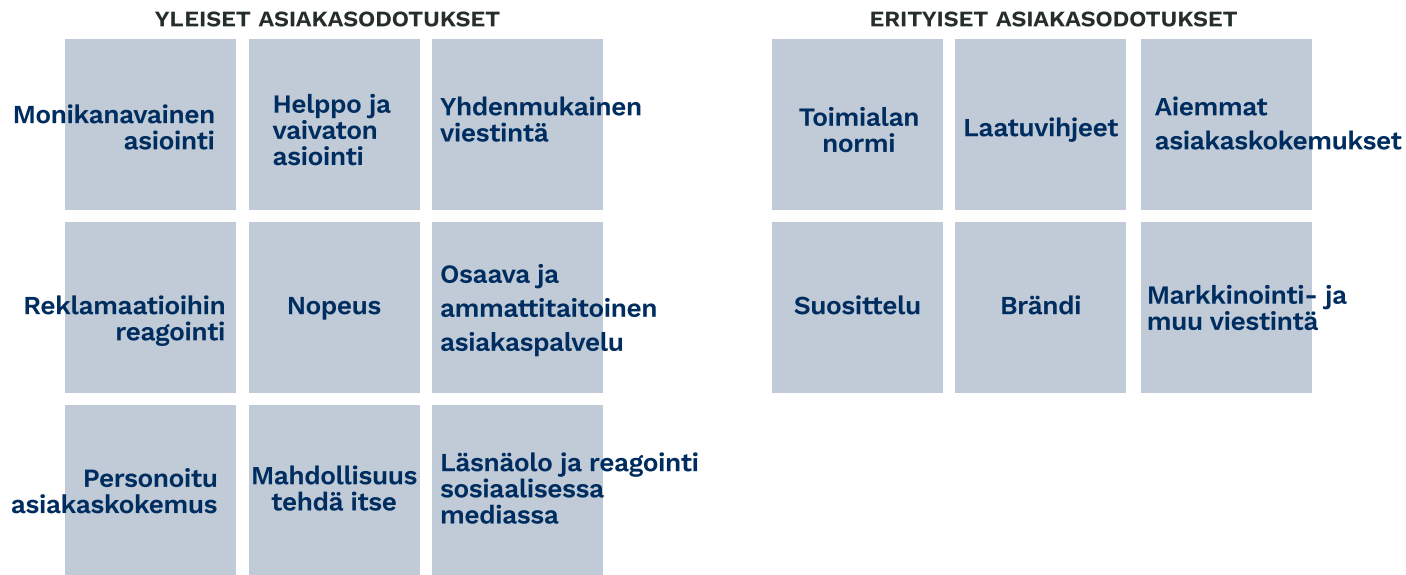 YLEISET ASIAKASODOTUKSET
Monikanavainen
asiointi
Helppo ja
vaivaton
asiointi
Yhdenmukainen
viestintä
Reklamaatioihin
reagointi
Nopeus
Osaava ja
ammattitaitoinen
asiakaspalvelu
Personoitu
asiakaskokemus
Mahdollisuus
tehdä itse
Läsnäolo ja reagointi
sosiaalisessa
mediassa
ERITYISET ASIAKASODOTUKSET
Toimialan
normi
Laatuvihjeet
Aiemmat
asiakaskokemukset
Suosittelu
Brändi
Markkinointi- ja
muu viestintä